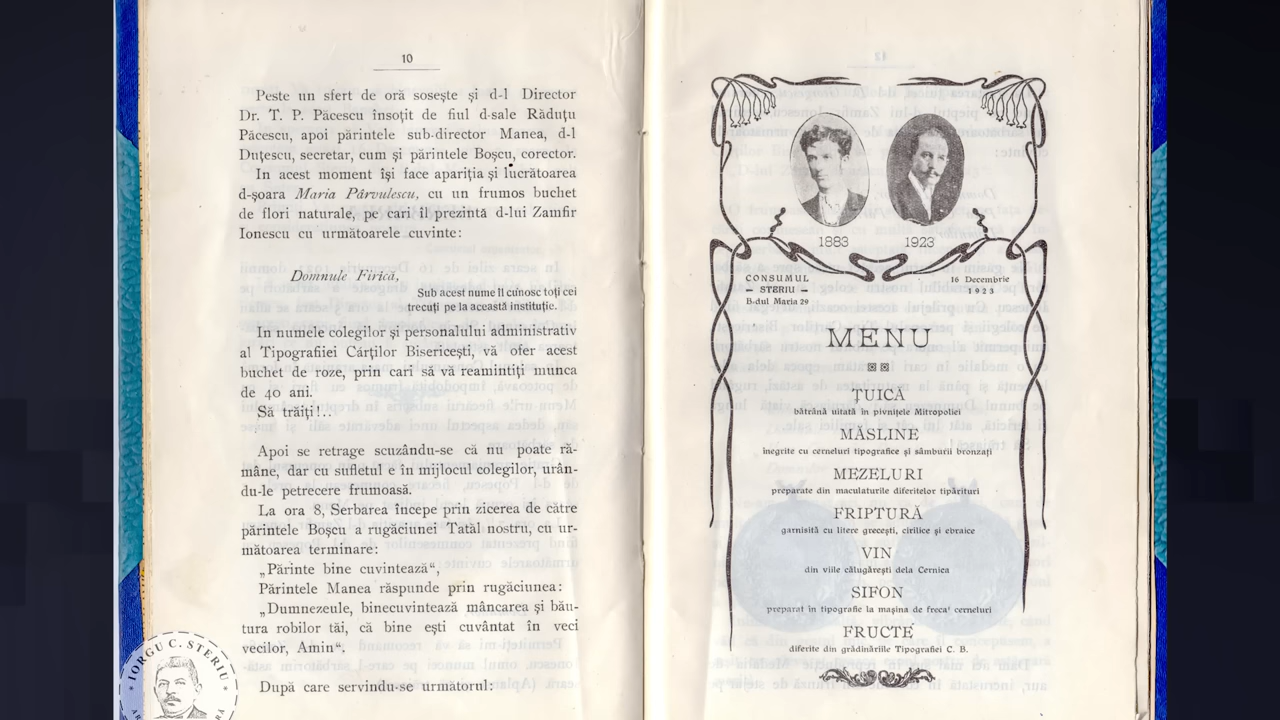 10
Peste un sfert de oră sosește și d-l Director
Dr. T. P. Păcescu însoțit de fiul d-sale Răduțu
Păcescu, apoi părintele sub-director Manea, d-l
Duțescu, secretar, cum și părintele Boșcu, corector.
In acest moment își face apariția și lucrătoarea
d-șoara Maria Pârvulescu, cu un frumos buchet
de flori naturale, pe cari îl prezintă d-lui Zamfir
Ionescu cu următoarele cuvinte:
Domnule Firică,
Sub acest nume îl cunosc toți cei
trecuți pe la această instituție.
In numele colegilor și personalului administrativ
al Tipografiei Cărților Bisericești, vă ofer acest
buchet de roze, prin cari să vă reamintiți munca
de 40 ani.
Să trăiți!..
Apoi se retrage scuzându-se că nu poate ră-
mâne, dar cu sufletul e în mijlocul colegilor, urân-
du-le petrecere frumoasă.
La ora 8, Serbarea începe prin zicerea de către
părintele Boșcu a rugăciunei Tatăl nostru, cu ur-
mătoarea terminare:
„Părinte bine cuvintează“,
Părintele Manea răspunde prin rugăciunea:
„Dumnezeule, binecuvintează mâncarea și bău-
tura robilor tăi, că bine ești cuvântat în veci
vecilor, Amin“.
După care servindu-se următorul:
IORGU C. STERIU
1883
1923
CONSUMUL
– STERIU –
B-dul Maria 29
16 Decembrie
1923
MENU
ȚUICĂ
bătrână uitată în pivnițele Mitropoliei
MĂSLINE
înegrite cu cerneluri tipografice și sâmburii bronzați
MEZELURI
preparate din maculaturile diferitelor tipărituri
FRIPTURĂ
garnisită cu litere grecești, cirilice și ebraice
VIN
din viile călugărești dela Cernica
SIFON
preparat în tipografie la mașina de freca' cerneluri
FRUCTE
diferite din grădinăriile Tipografiei C. B.